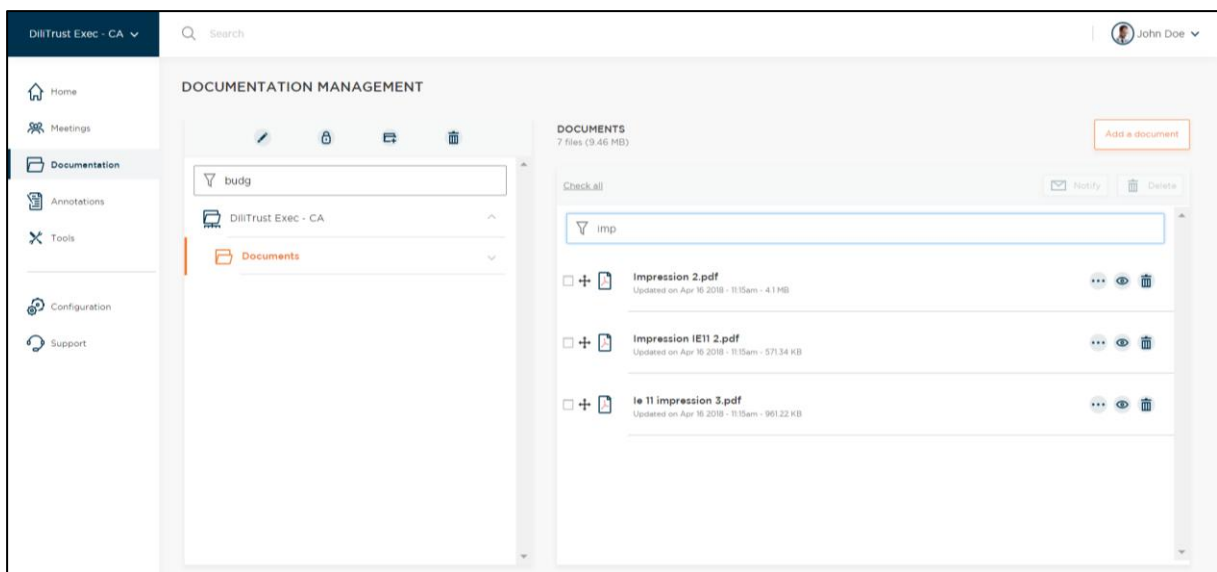 DiliTrust Exec - CA
Search
John Doe
Home
Meetings
Documentation
Annotations
Tools
Configuration
Support
DOCUMENTATION MANAGEMENT
budg
DiliTrust Exec - CA
Documents
DOCUMENTS
7 files (9.46 MB)
Add a document
Check all
Notify
Delete
imp
Impression 2.pdf
Updated on Apr 16 2018 - 11:15am - 4.1 MB
Impression IE11 2.pdf
Updated on Apr 16 2018 - 11:15am - 571.34 KB
Ie 11 impression 3.pdf
Updated on Apr 16 2018 - 11:15am - 961.22 KB